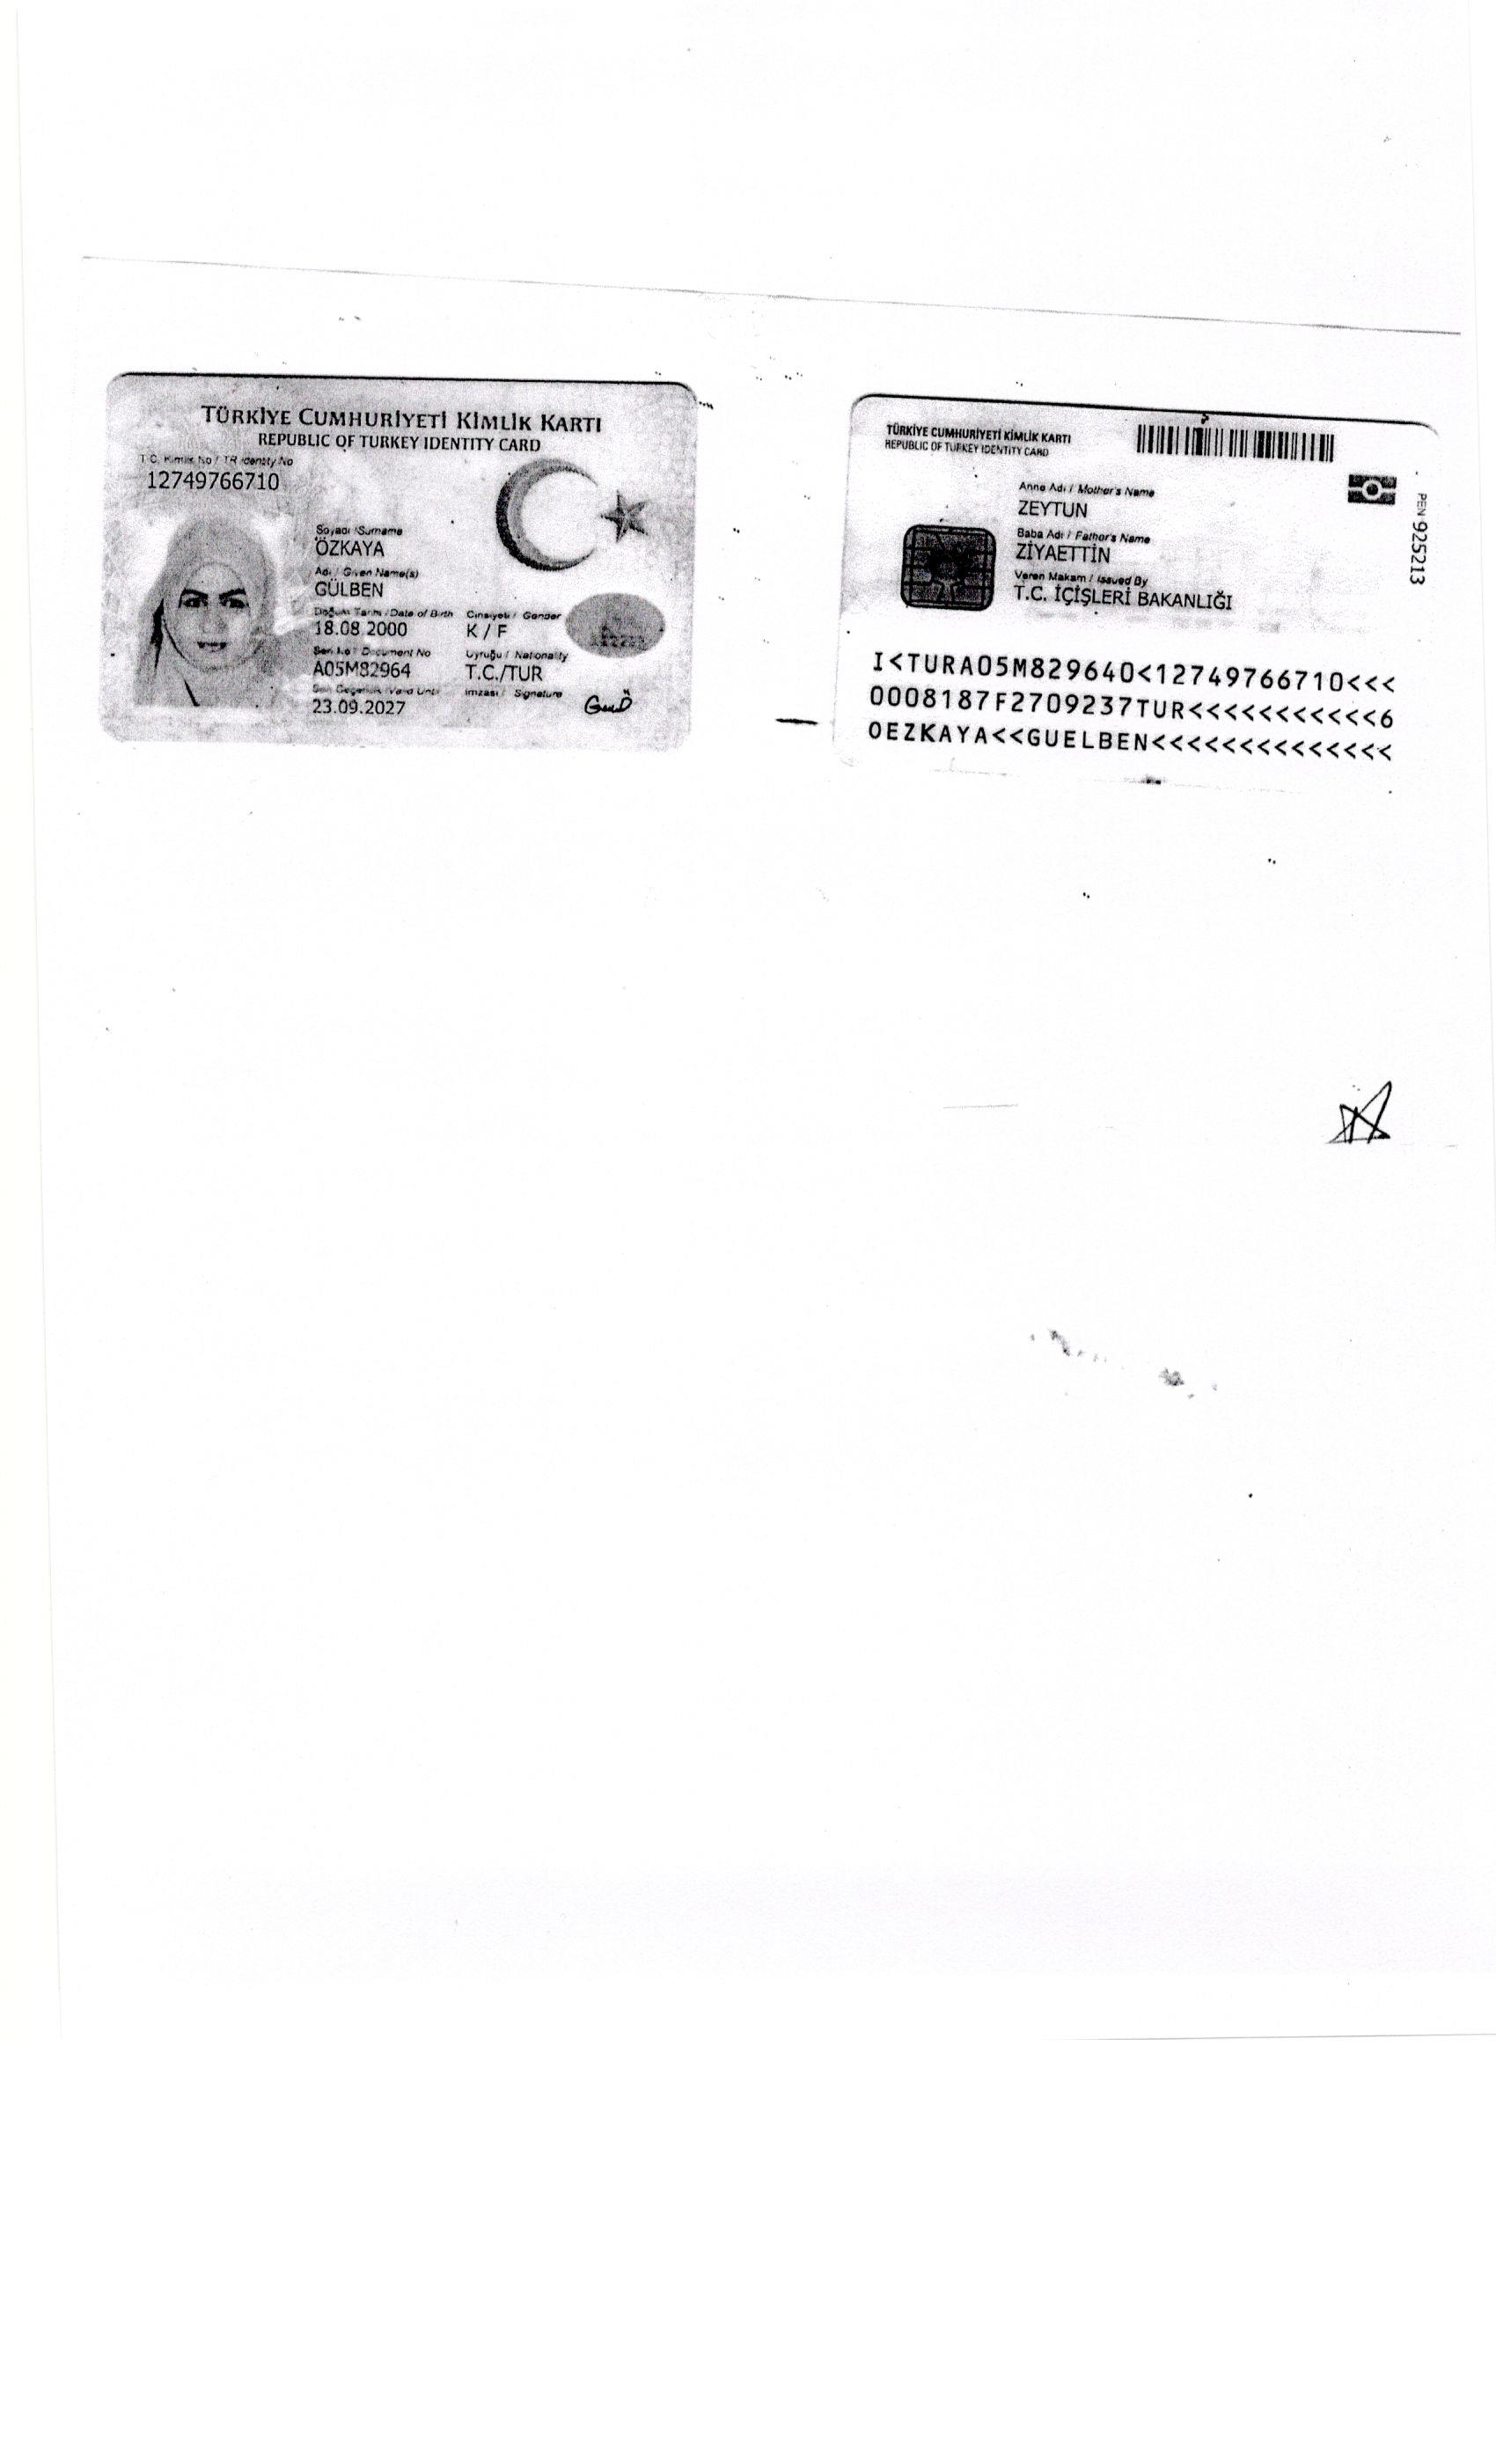 TÜRKİYE CUMHURİYETİ KİMLİK KARTI
REPUBLIC OF TURKEY IDENTITY CARD
T.C. Kimlik No / TR Identity No
12749766710
Soyadı / Surname
ÖZKAYA
Adı / Given Name(s)
GÜLBEN
Doğum Tarihi / Date of Birth Cinsiyeti / Gender
18.08.2000 K / F
Seri No / Document No Uyruğu / Nationality
A05M82964 T.C./TUR
Son Geçerlilik / Valid Until İmzası / Signature
23.09.2027
TÜRKİYE CUMHURİYETİ KİMLİK KARTI
REPUBLIC OF TURKEY IDENTITY CARD
Anne Adı / Mother's Name
ZEYTUN
Baba Adı / Father's Name
ZİYAETTİN
Veren Makam / Issued By
T.C. İÇİŞLERİ BAKANLIĞI
PEN 925213
I<TURA05M829640<12749766710<<<
0008187F2709237TUR<<<<<<<<<<<6
OEZKAYA<<GUELBEN<<<<<<<<<<<<<<